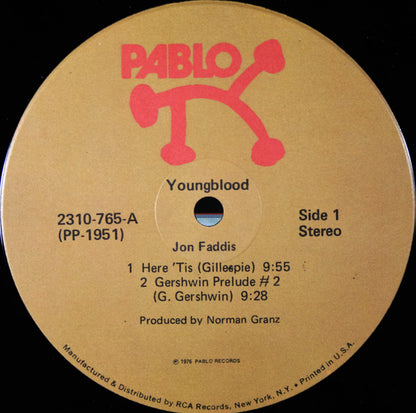 PABLO
Youngblood
2310-765-A
(PP-1951)
Side 1
Stereo
Jon Faddis
1 Here 'Tis (Gillespie) 9:55
2 Gershwin Prelude # 2
(G. Gershwin) 9:28
Produced by Norman Granz
℗ 1976 PABLO RECORDS
Manufactured & Distributed by RCA Records, New York, N.Y. • Printed in U.S.A.